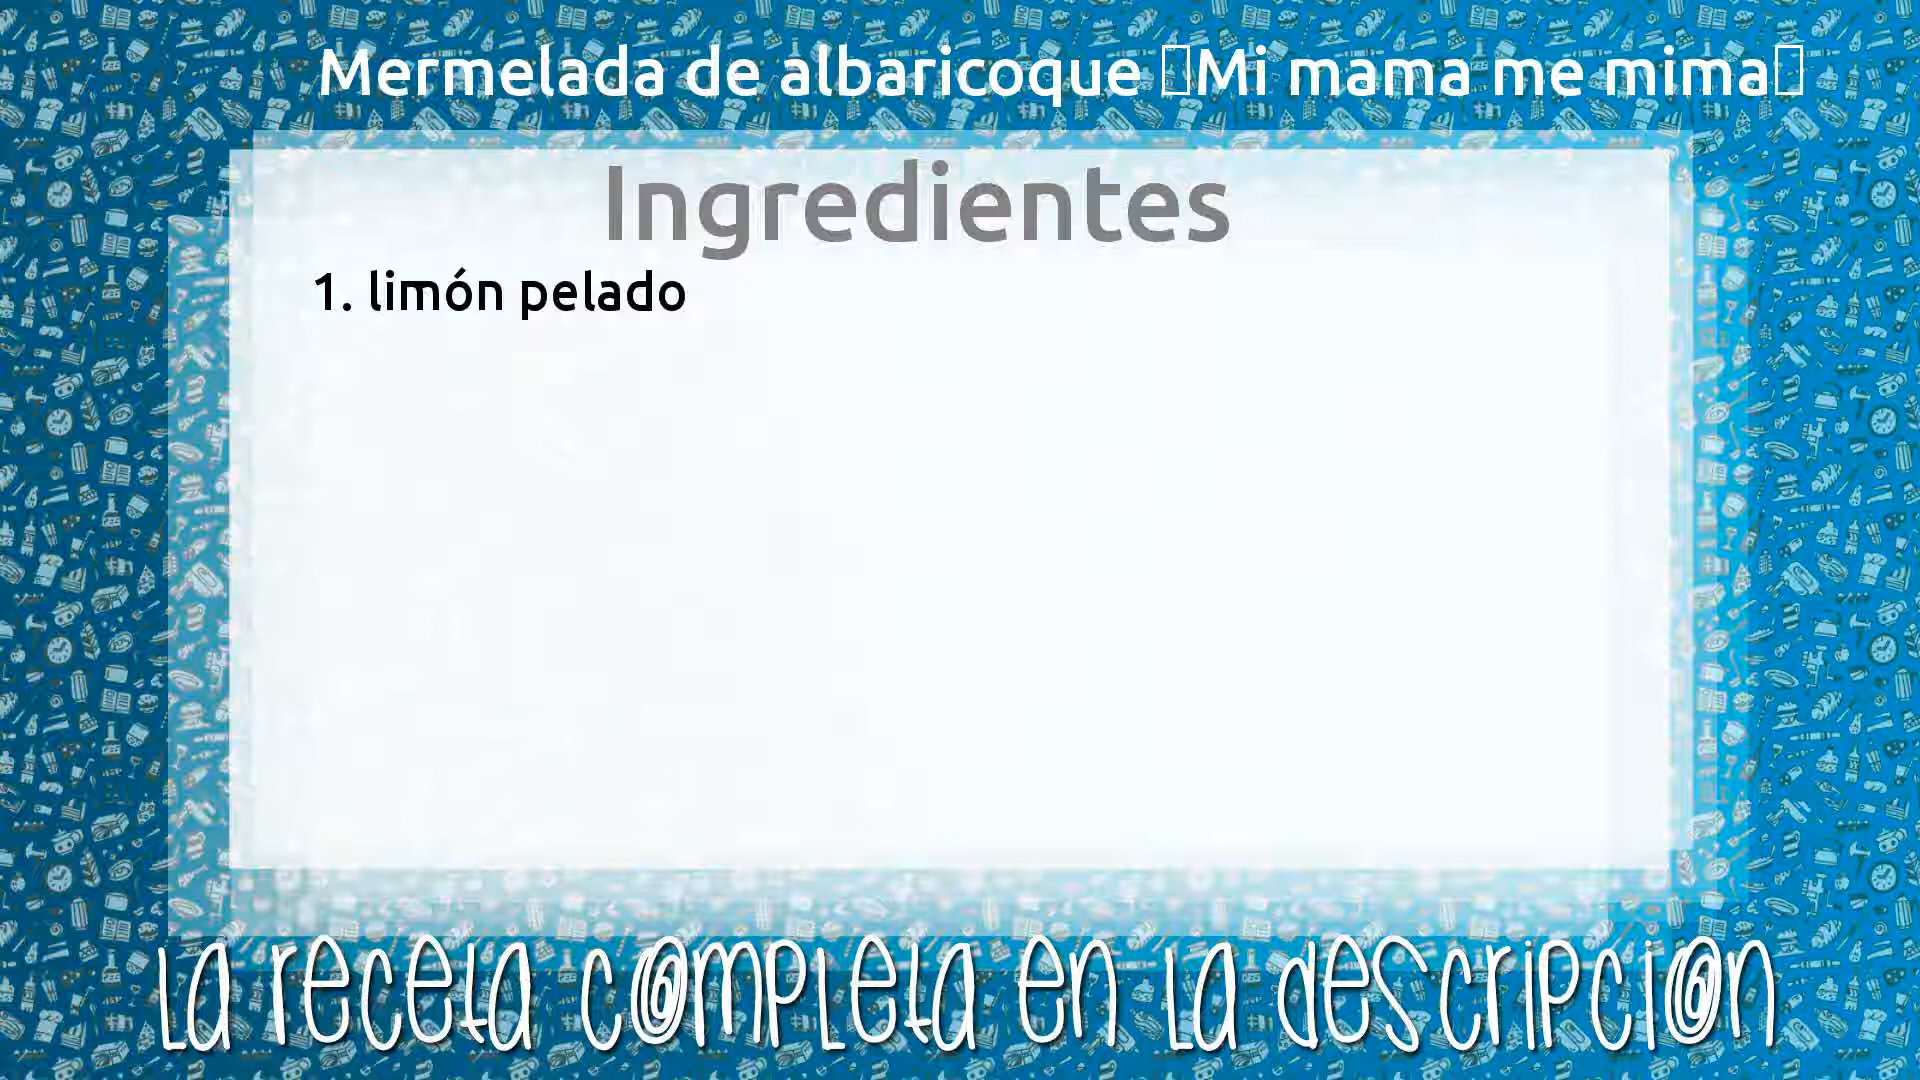 Mermelada de albaricoque Mi mama me mima
Ingredientes
1. limón pelado
La receta completa en la descripción